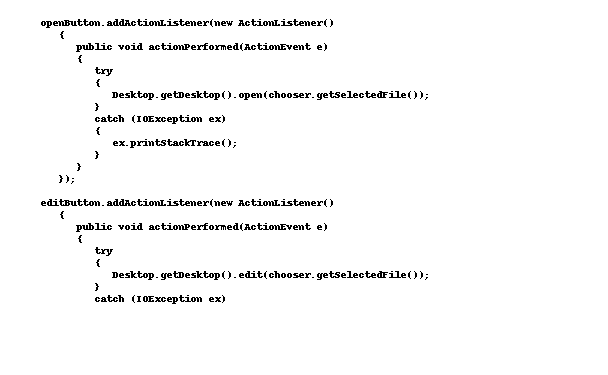 openButton.addActionListener(new ActionListener()
{
public void actionPerformed(ActionEvent e)
{
try
{
Desktop.getDesktop().open(chooser.getSelectedFile());
}
catch (IOException ex)
{
ex.printStackTrace();
}
}
});
editButton.addActionListener(new ActionListener()
{
public void actionPerformed(ActionEvent e)
{
try
{
Desktop.getDesktop().edit(chooser.getSelectedFile());
}
catch (IOException ex)